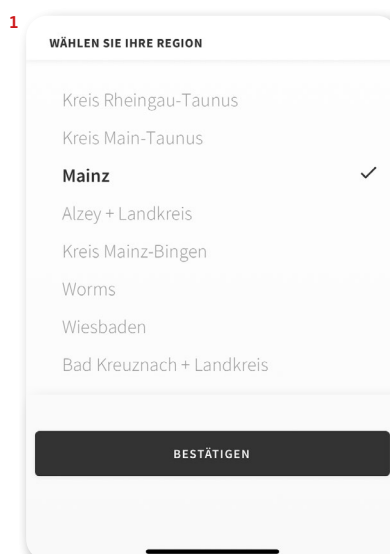 1
WÄHLEN SIE IHRE REGION
Kreis Rheingau-Taunus
Kreis Main-Taunus
Mainz
Alzey + Landkreis
Kreis Mainz-Bingen
Worms
Wiesbaden
Bad Kreuznach + Landkreis
BESTÄTIGEN